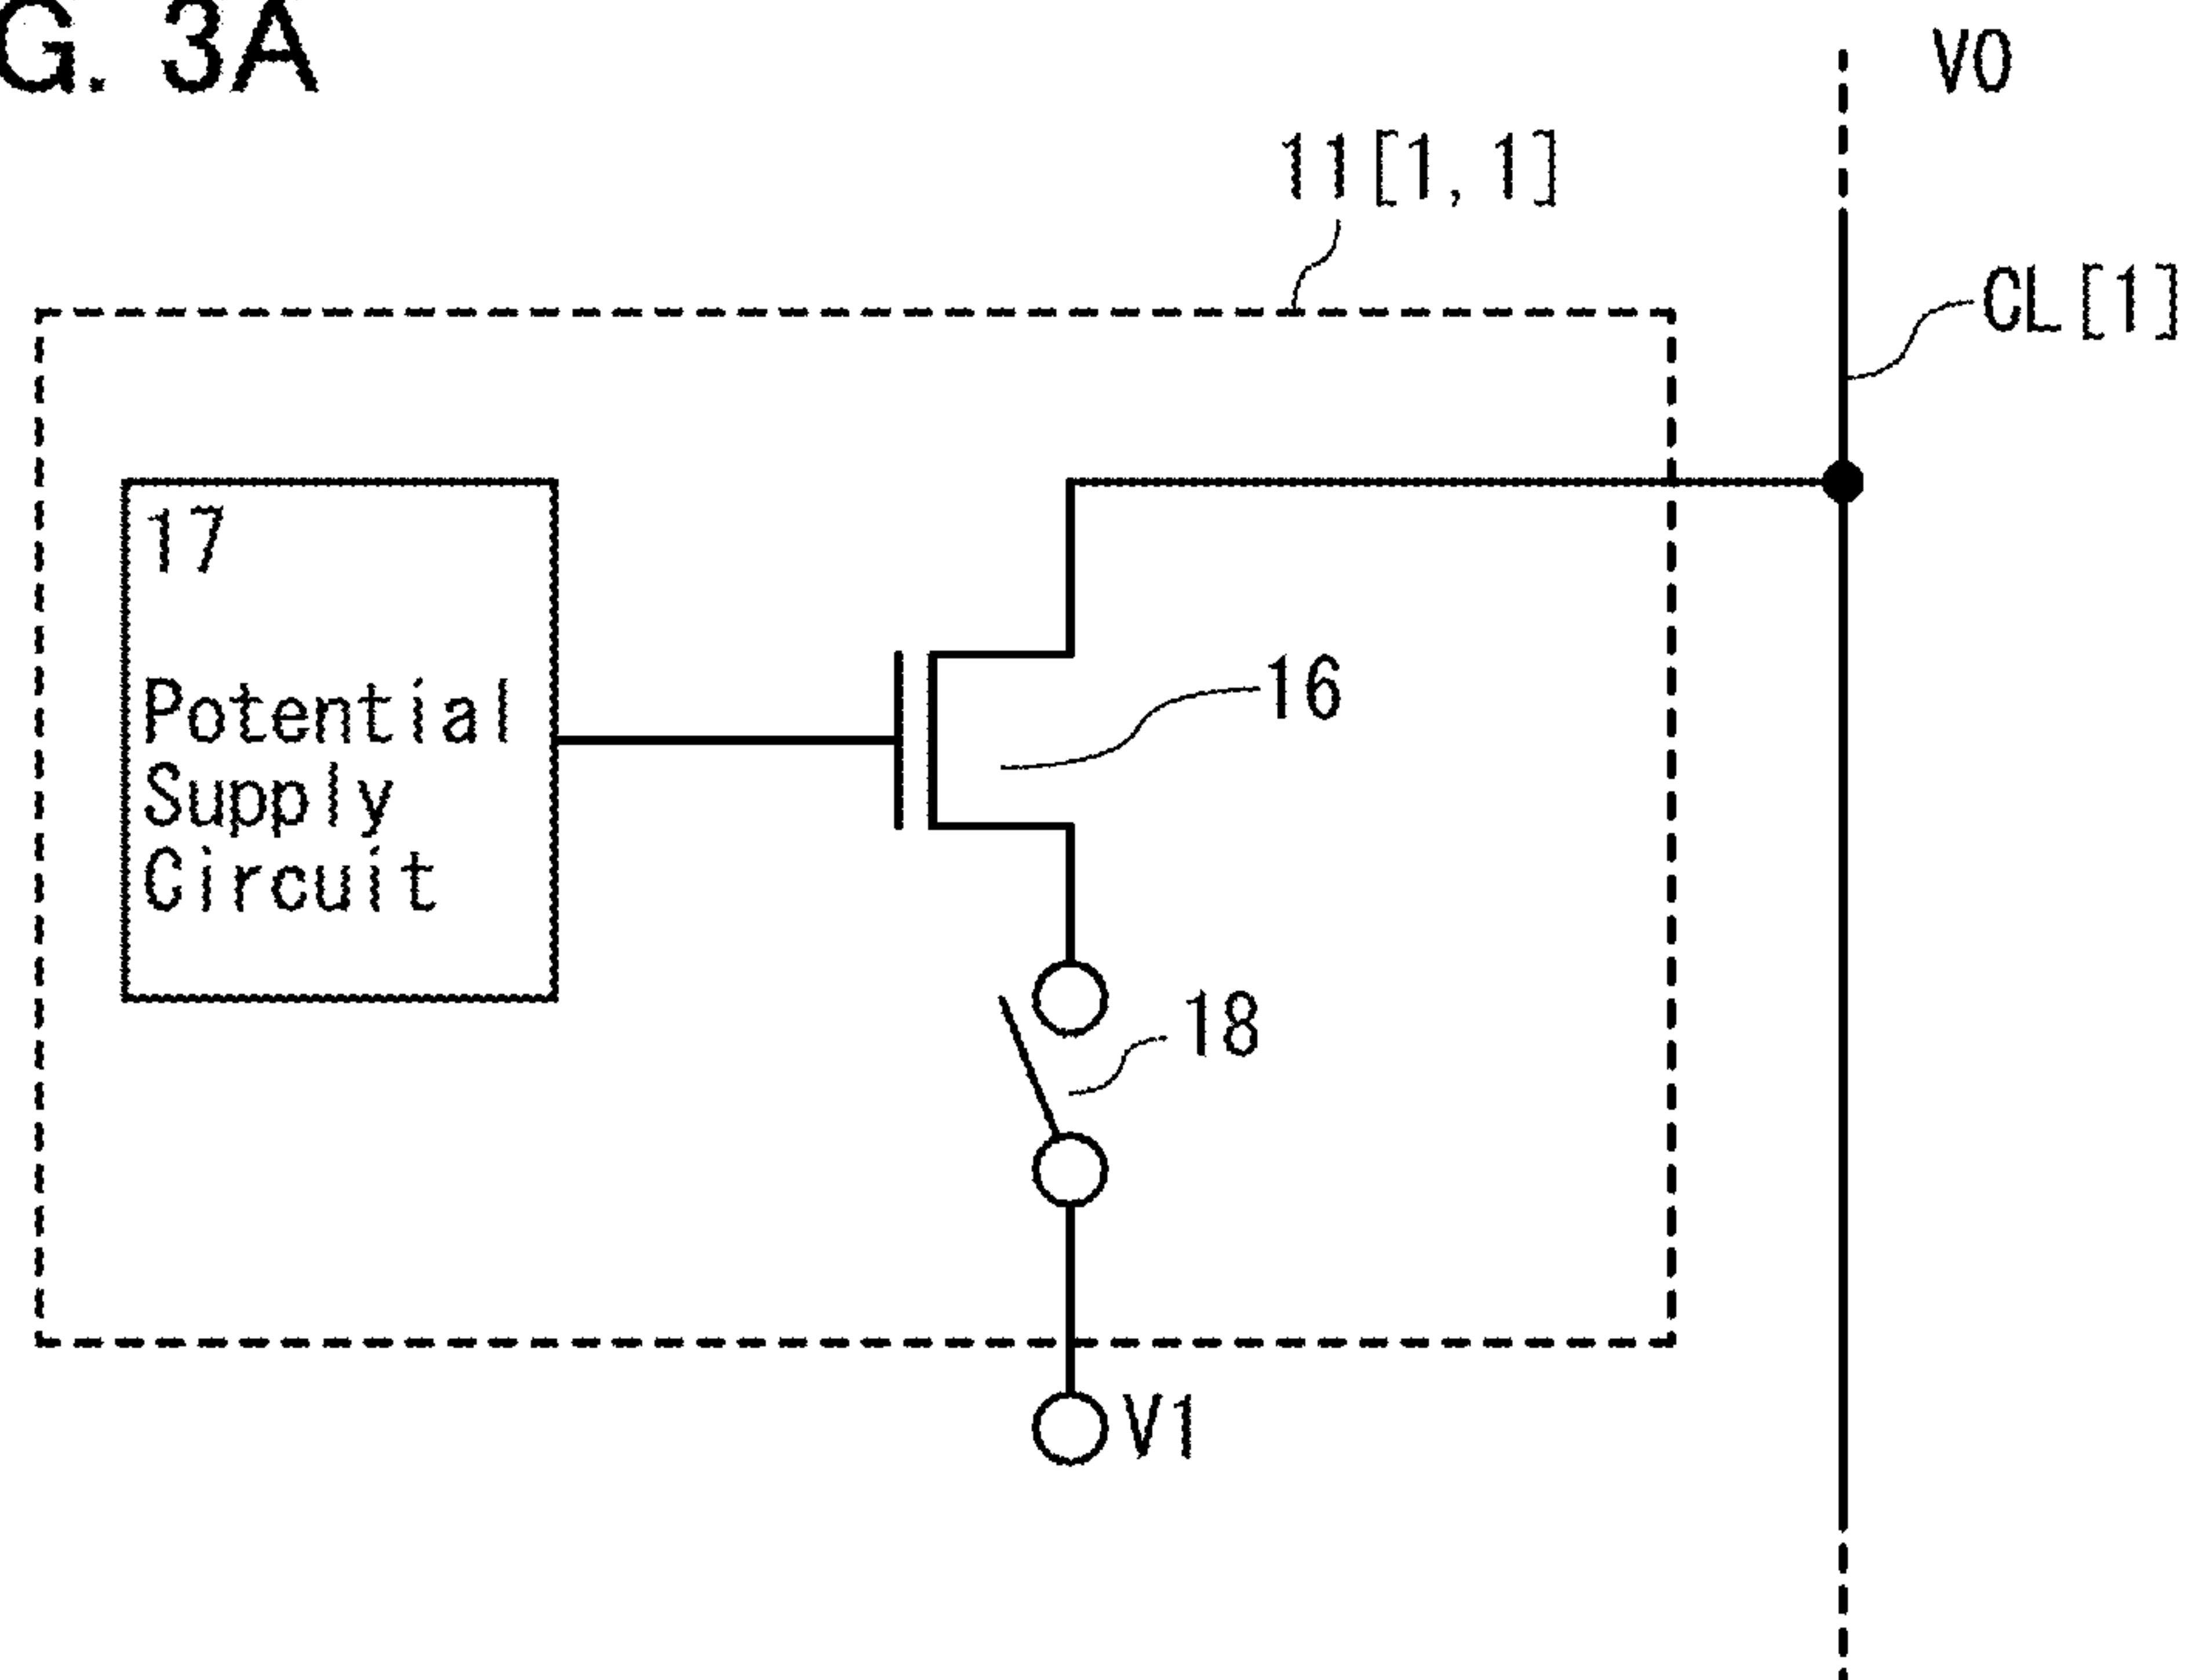 G. 3A
V0
11[1, 1]
CL[1]
17
Potential
Supply
Circuit
16
18
V1